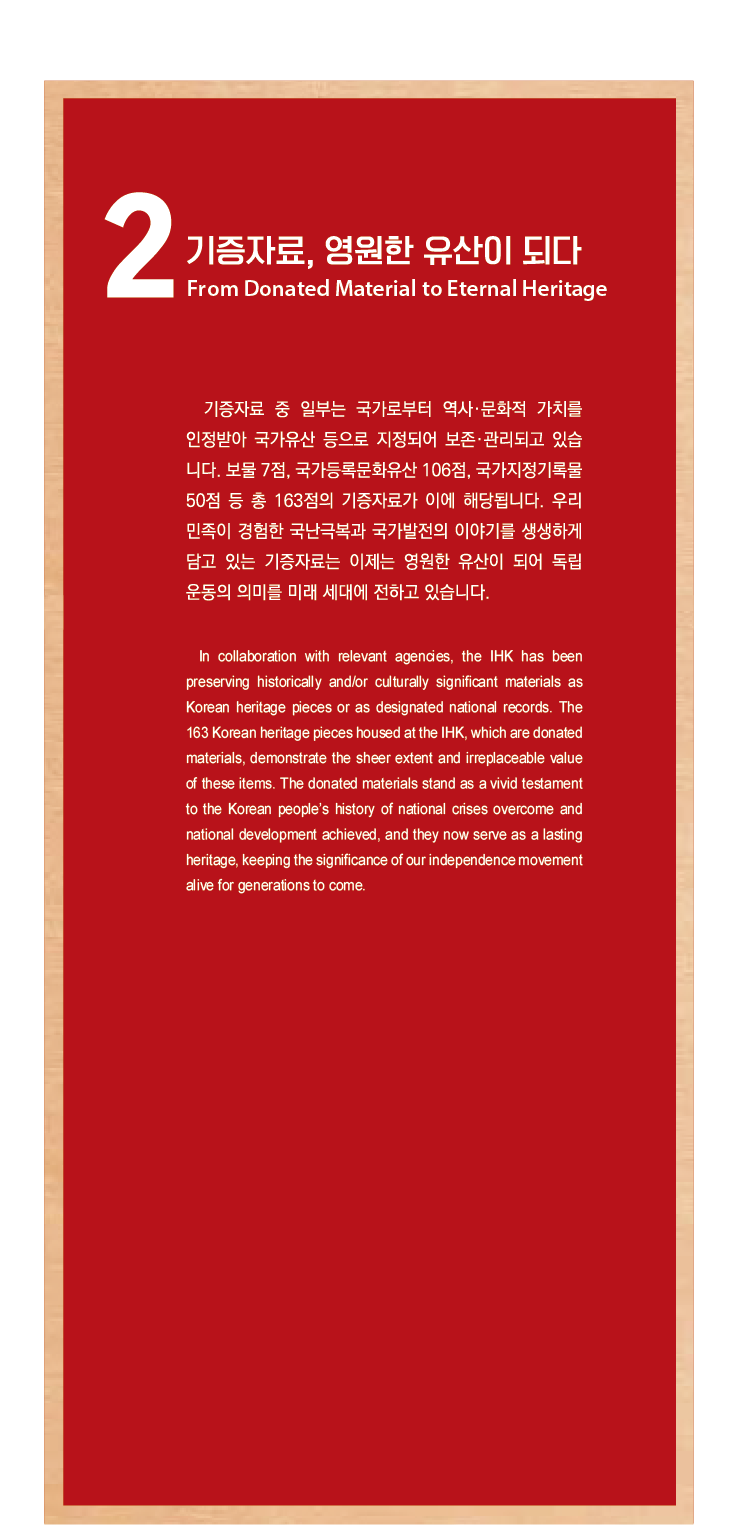 2
기증자료, 영원한 유산이 되다
From Donated Material to Eternal Heritage
기증자료 중 일부는 국가로부터 역사·문화적 가치를
인정받아 국가유산 등으로 지정되어 보존·관리되고 있습
니다. 보물 7점, 국가등록문화유산 106점, 국가지정기록물
50점 등 총 163점의 기증자료가 이에 해당됩니다. 우리
민족이 경험한 국난극복과 국가발전의 이야기를 생생하게
담고 있는 기증자료는 이제는 영원한 유산이 되어 독립
운동의 의미를 미래 세대에 전하고 있습니다.
In collaboration with relevant agencies, the IHK has been
preserving historically and/or culturally significant materials as
Korean heritage pieces or as designated national records. The
163 Korean heritage pieces housed at the IHK, which are donated
materials, demonstrate the sheer extent and irreplaceable value
of these items. The donated materials stand as a vivid testament
to the Korean people's history of national crises overcome and
national development achieved, and they now serve as a lasting
heritage, keeping the significance of our independence movement
alive for generations to come.